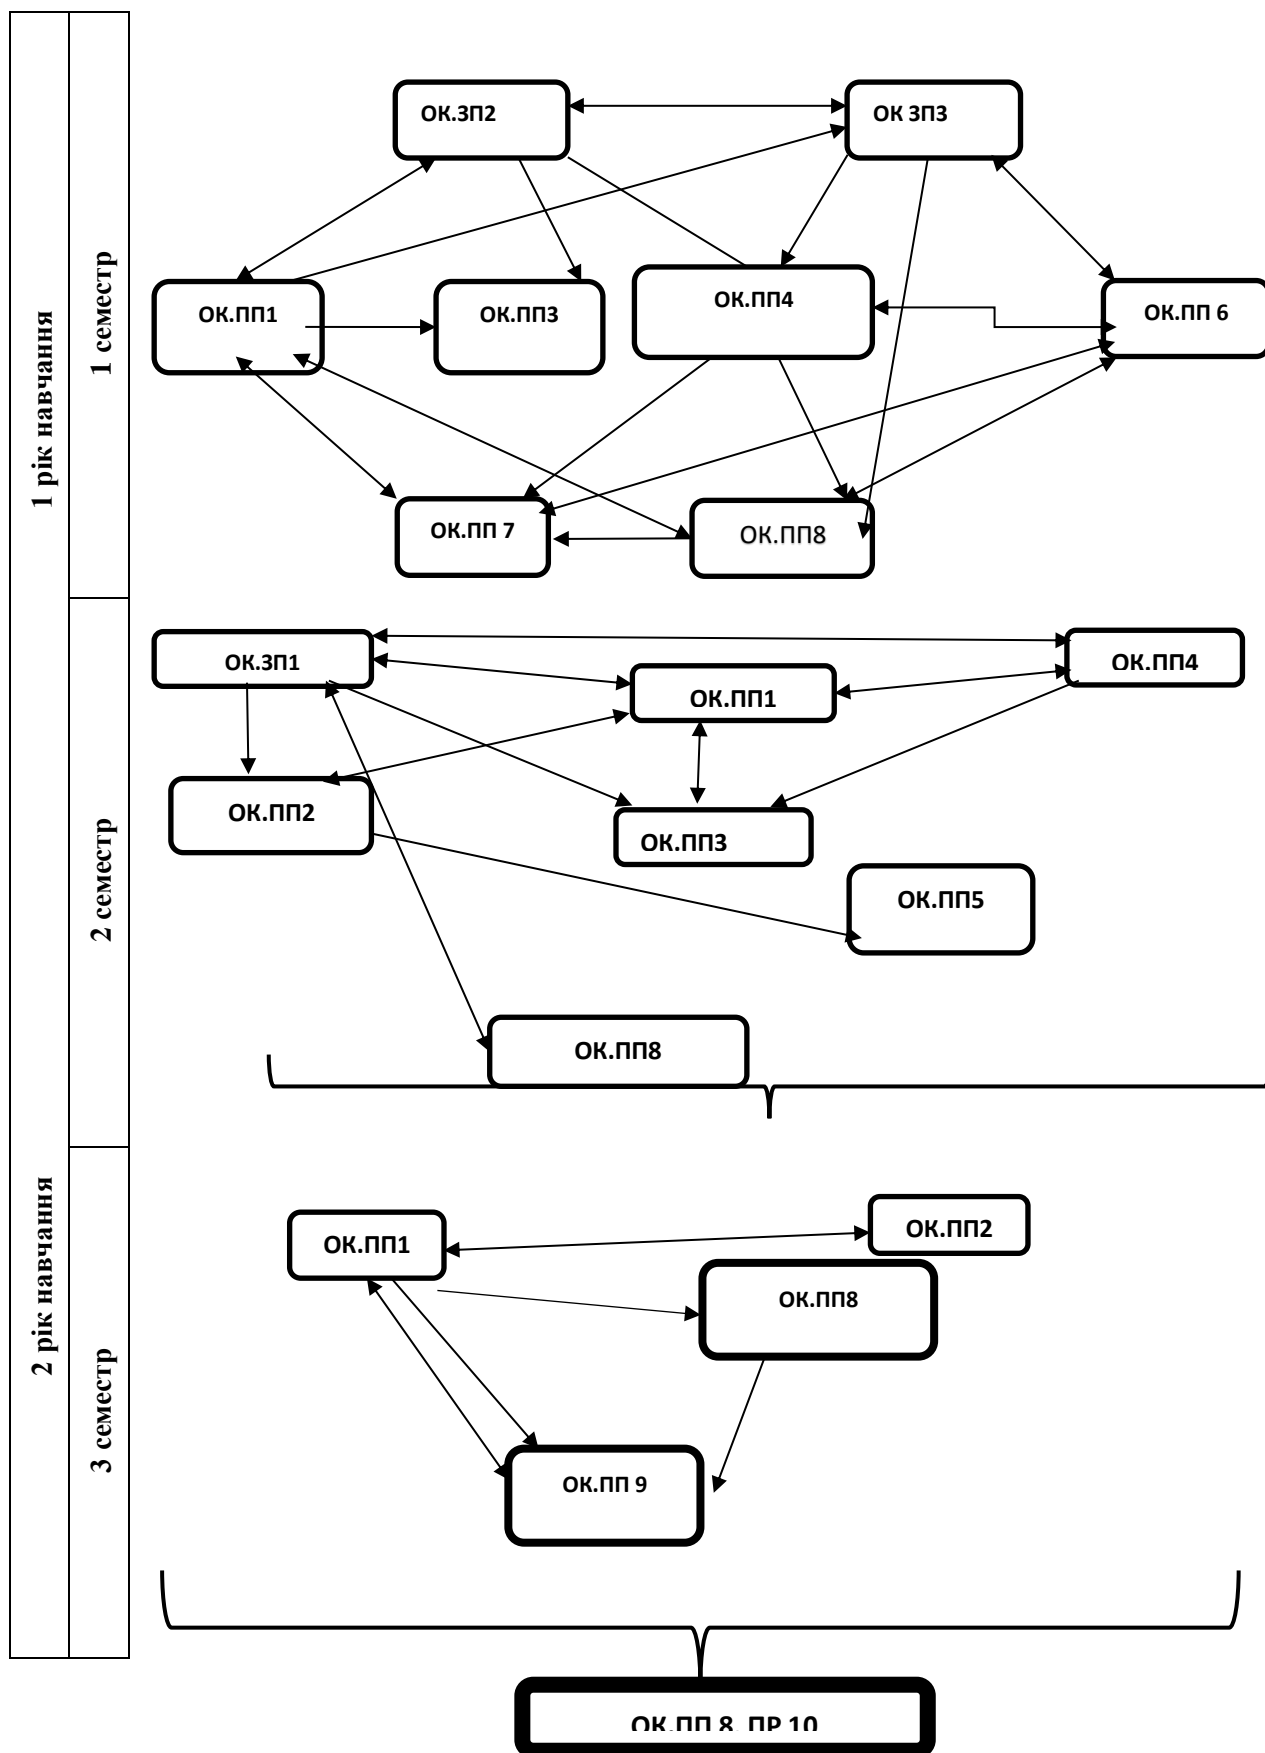 1 рік навчання
1 семестр
ОК.ЗП2
ОК ЗП3
ОК.ПП1
ОК.ПП3
ОК.ПП4
ОК.ПП 6
ОК.ПП 7
ОК.ПП8
2 семестр
ОК.ЗП1
ОК.ПП4
ОК.ПП1
ОК.ПП2
ОК.ПП3
ОК.ПП5
ОК.ПП8
2 рік навчання
3 семестр
ОК.ПП1
ОК.ПП2
ОК.ПП8
ОК.ПП 9
ОК.ПП 8, ПР 10